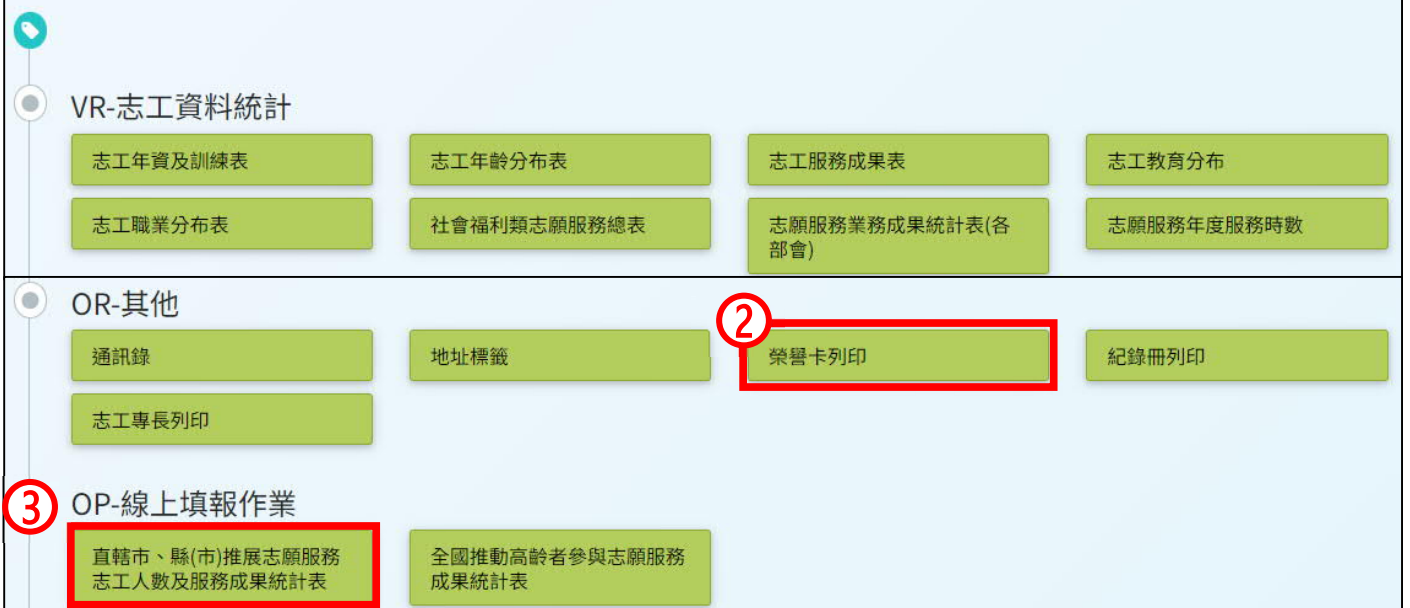 VR-志工資料統計
志工年資及訓練表
志工年齡分布表
志工服務成果表
志工教育分布
志工職業分布表
社會福利類志願服務總表
志願服務業務成果統計表(各
部會)
志願服務年度服務時數
OR-其他
2
通訊錄
地址標籤
榮譽卡列印
紀錄冊列印
志工專長列印
3
OP-線上填報作業
直轄市、縣(市)推展志願服務
志工人數及服務成果統計表
全國推動高齡者參與志願服務
成果統計表